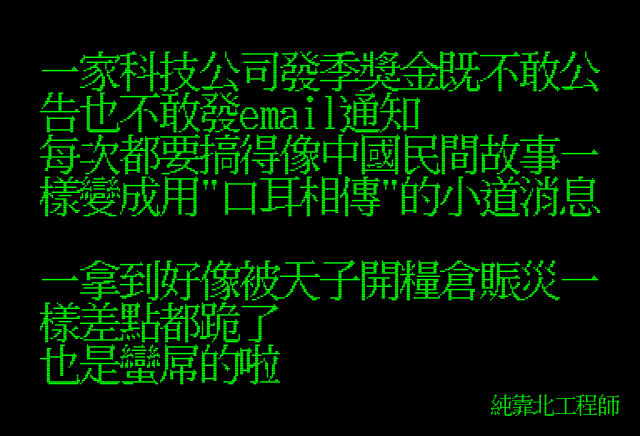 一家科技公司發季獎金既不敢公
告也不敢發email通知
每次都要搞得像中國民間故事一
樣變成用"口耳相傳"的小道消息
一拿到好像被天子開糧倉賑災一
樣差點都跪了
也是蠻屌的啦
純靠北工程師